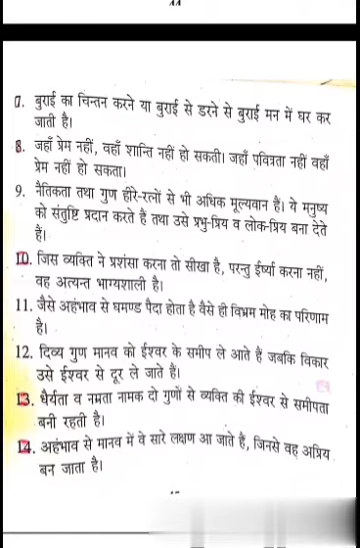 7. बुराई का चिन्तन करने या बुराई से डरने से बुराई मन में घर कर
जाती है।
8. जहाँ प्रेम नहीं, वहाँ शान्ति नहीं हो सकती। जहाँ पवित्रता नहीं वहाँ
प्रेम नहीं हो सकता।
9. नैतिकता तथा गुण हीरे-रत्नों से भी अधिक मूल्यवान है। ये मनुष्य
को संतुष्टि प्रदान करते हैं तथा उसे प्रभु-प्रिय व लोक-प्रिय बना देते
हैं।
10. जिस व्यक्ति ने प्रशंसा करना तो सीखा है, परन्तु ईर्ष्या करना नहीं,
वह अत्यन्त भाग्यशाली है।
11. जैसे अहंभाव से घमण्ड पैदा होता है वैसे ही विभ्रम मोह का परिणाम
है।
12. दिव्य गुण मानव को ईश्वर के समीप ले आते हैं जबकि विकार
उसे ईश्वर से दूर ले जाते हैं।
13. धैर्यता व नम्रता नामक दो गुणों से व्यक्ति की ईश्वर से समीपता
बनी रहती है।
14. अहंभाव से मानव में वे सारे लक्षण आ जाते है, जिनसे वह अप्रिय
बन जाता है।